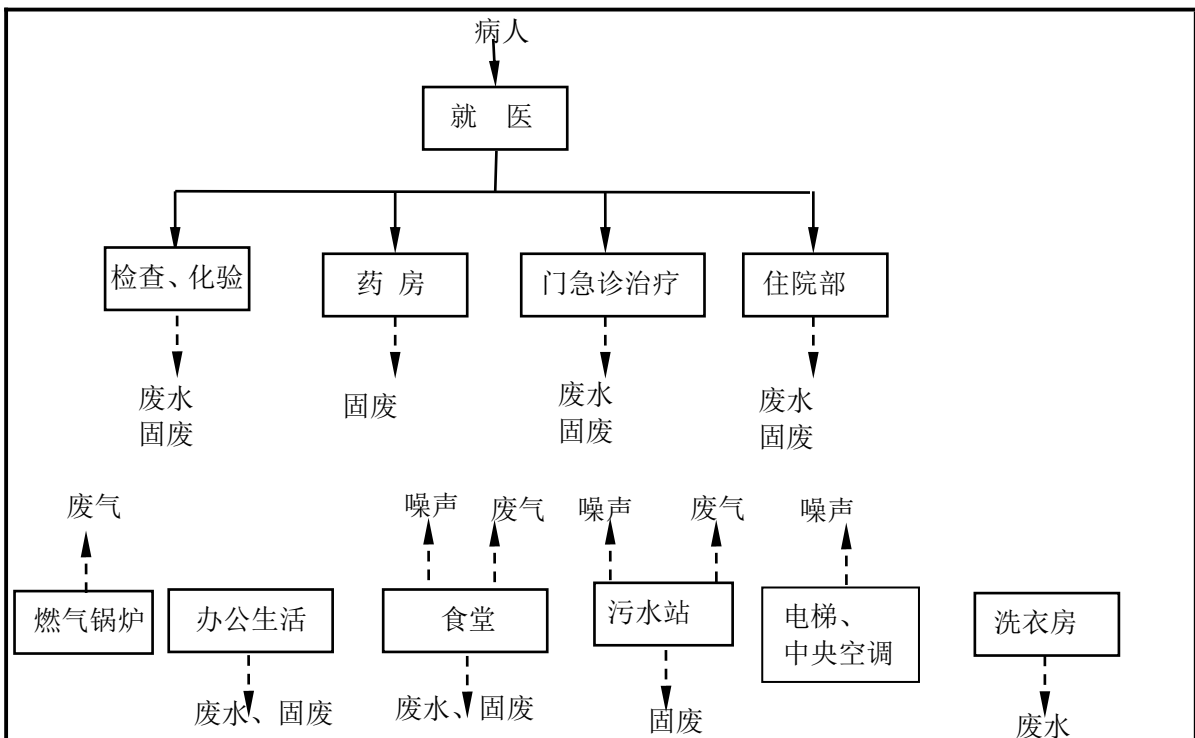 病人
就 医
检查、化验
药 房
门急诊治疗
住院部
废水
固废
固废
废水
固废
废水
固废
废气
噪声
废气
噪声
废气
噪声
燃气锅炉
办公生活
食堂
污水站
电梯、
中央空调
洗衣房
废水、固废
废水、固废
固废
废水